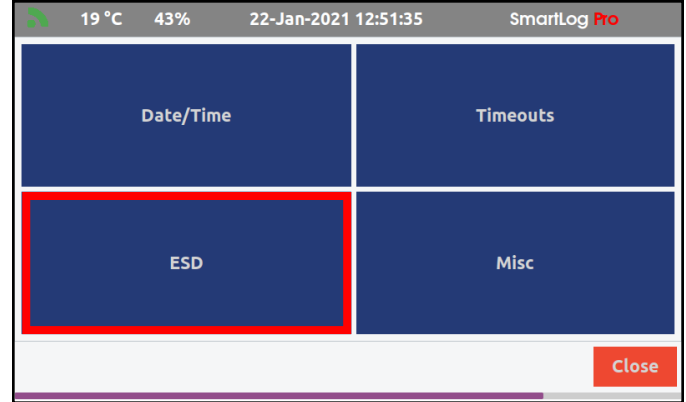 19 °C 43% 22-Jan-2021 12:51:35 SmartLog Pro
Date/Time Timeouts
ESD Misc
Close